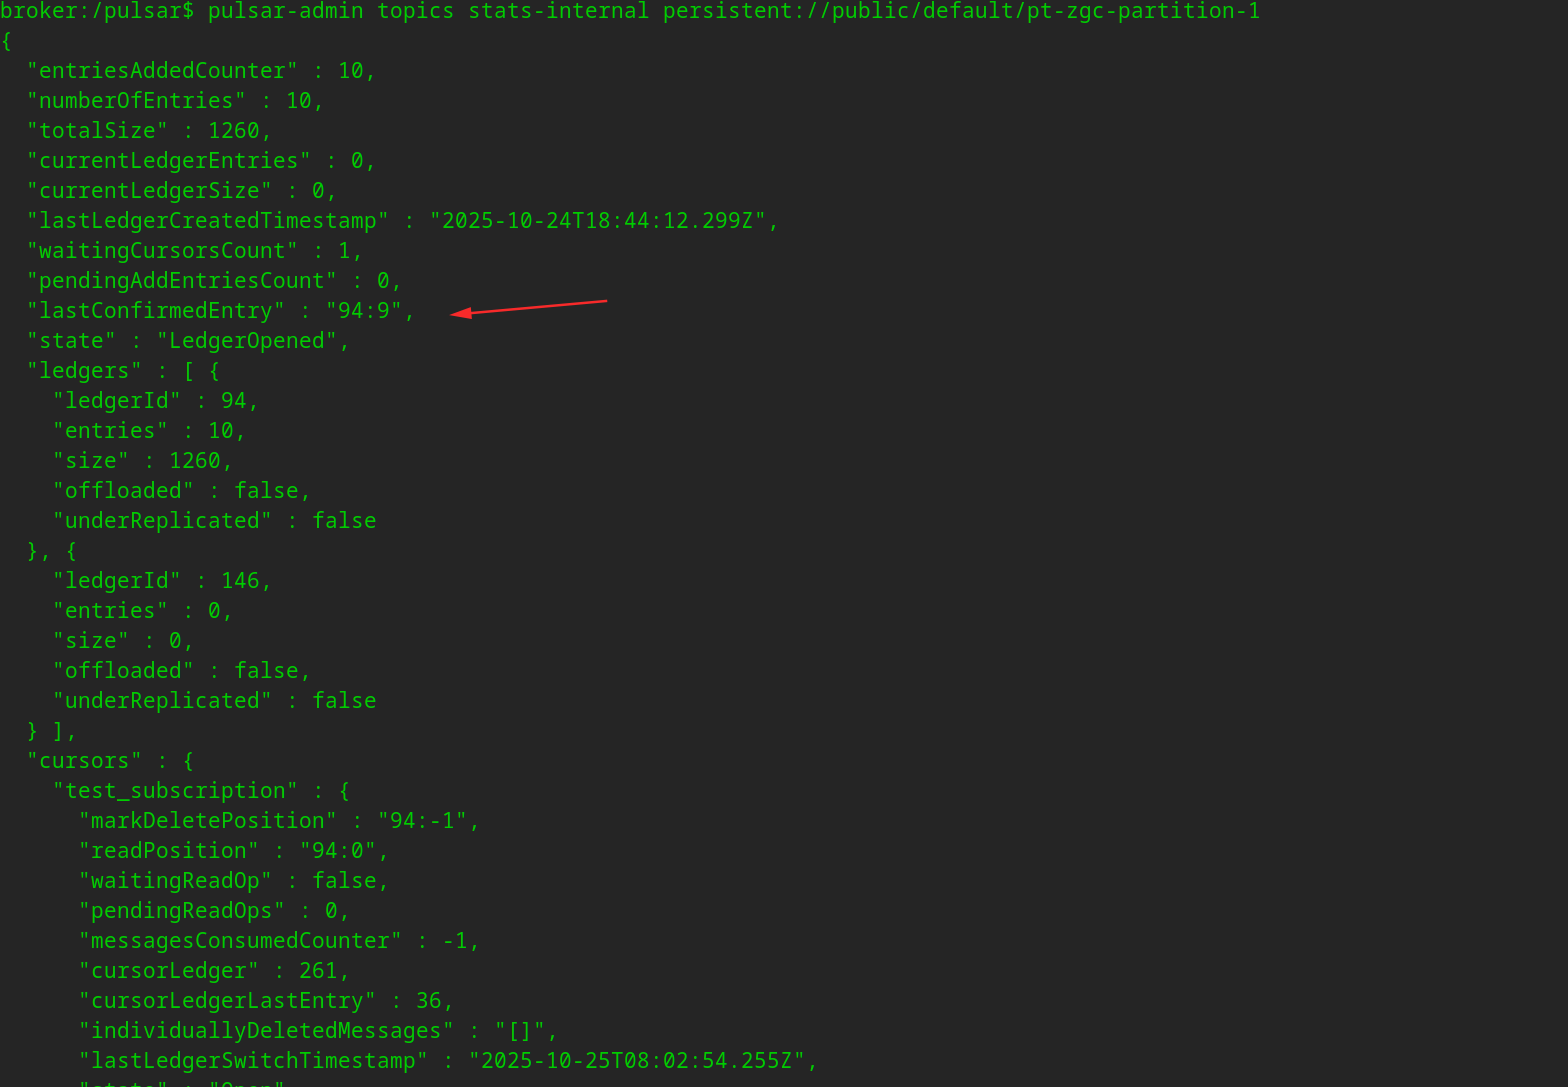 broker:/pulsar$ pulsar-admin topics stats-internal persistent://public/default/pt-zgc-partition-1
{
  "entriesAddedCounter" : 10,
  "numberOfEntries" : 10,
  "totalSize" : 1260,
  "currentLedgerEntries" : 0,
  "currentLedgerSize" : 0,
  "lastLedgerCreatedTimestamp" : "2025-10-24T18:44:12.299Z",
  "waitingCursorsCount" : 1,
  "pendingAddEntriesCount" : 0,
  "lastConfirmedEntry" : "94:9",
  "state" : "LedgerOpened",
  "ledgers" : [ {
    "ledgerId" : 94,
    "entries" : 10,
    "size" : 1260,
    "offloaded" : false,
    "underReplicated" : false
  }, {
    "ledgerId" : 146,
    "entries" : 0,
    "size" : 0,
    "offloaded" : false,
    "underReplicated" : false
  } ],
  "cursors" : {
    "test_subscription" : {
      "markDeletePosition" : "94:-1",
      "readPosition" : "94:0",
      "waitingReadOp" : false,
      "pendingReadOps" : 0,
      "messagesConsumedCounter" : -1,
      "cursorLedger" : 261,
      "cursorLedgerLastEntry" : 36,
      "individuallyDeletedMessages" : "[]",
      "lastLedgerSwitchTimestamp" : "2025-10-25T08:02:54.255Z",